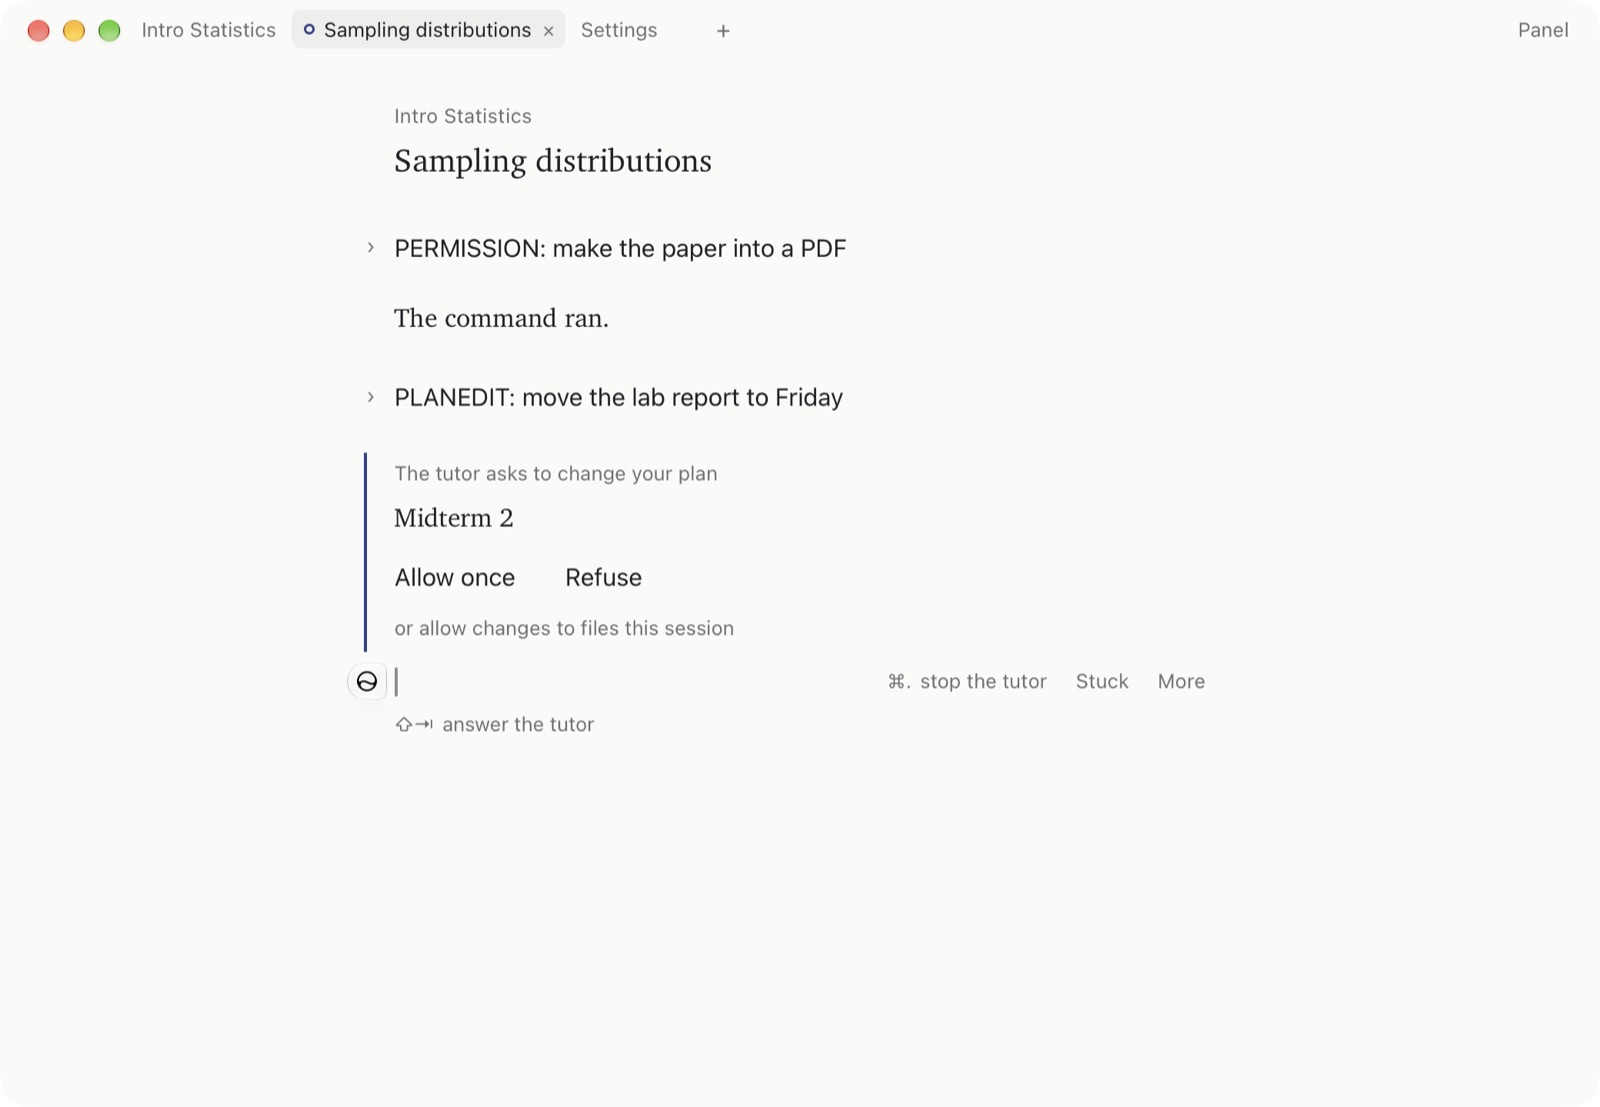 Intro Statistics
Sampling distributions ×
Settings
+
Panel
Intro Statistics
Sampling distributions
› PERMISSION: make the paper into a PDF
The command ran.
› PLANEDIT: move the lab report to Friday
The tutor asks to change your plan
Midterm 2
Allow once Refuse
or allow changes to files this session
⌘. stop the tutor Stuck More
⇧⇥ answer the tutor